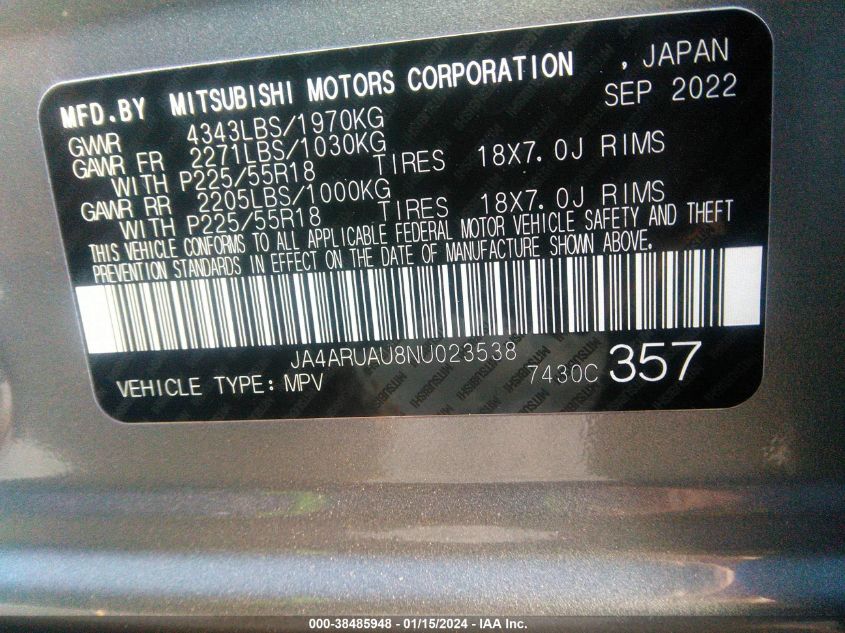 MFD.BY MITSUBISHI MOTORS CORPORATION , JAPAN
SEP 2022
GWWR 4343LBS/1970KG
GAWR FR 2271LBS/1030KG
WITH P225/55R18 TIRES 18X7.0J RIMS
GAWR RR 2205LBS/1000KG
WITH P225/55R18 TIRES 18X7.0J RIMS
THIS VEHICLE CONFORMS TO ALL APPLICABLE FEDERAL MOTOR VEHICLE SAFETY AND THEFT
PREVENTION STANDARDS IN EFFECT ON THE DATE OF MANUFACTURE SHOWN ABOVE.
JA4ARUAU8NU023538
VEHICLE TYPE: MPV 7430C 357
000-38485948 - 01/15/2024 - IAA Inc.